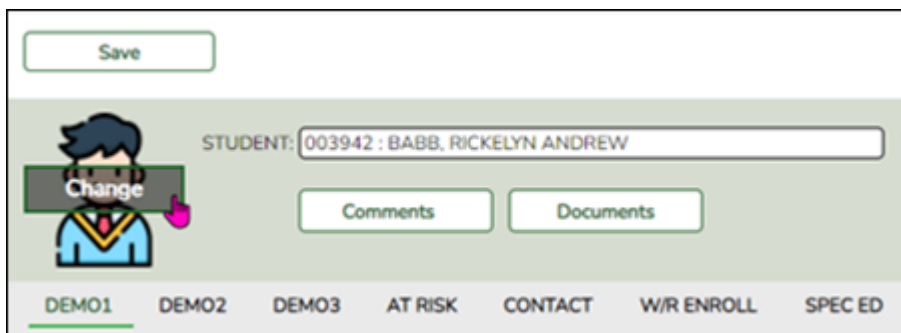 Save
STUDENT: 003942 : BABB, RICKELYN ANDREW
Change
Comments Documents
DEMO1 DEMO2 DEMO3 AT RISK CONTACT W/R ENROLL SPEC ED